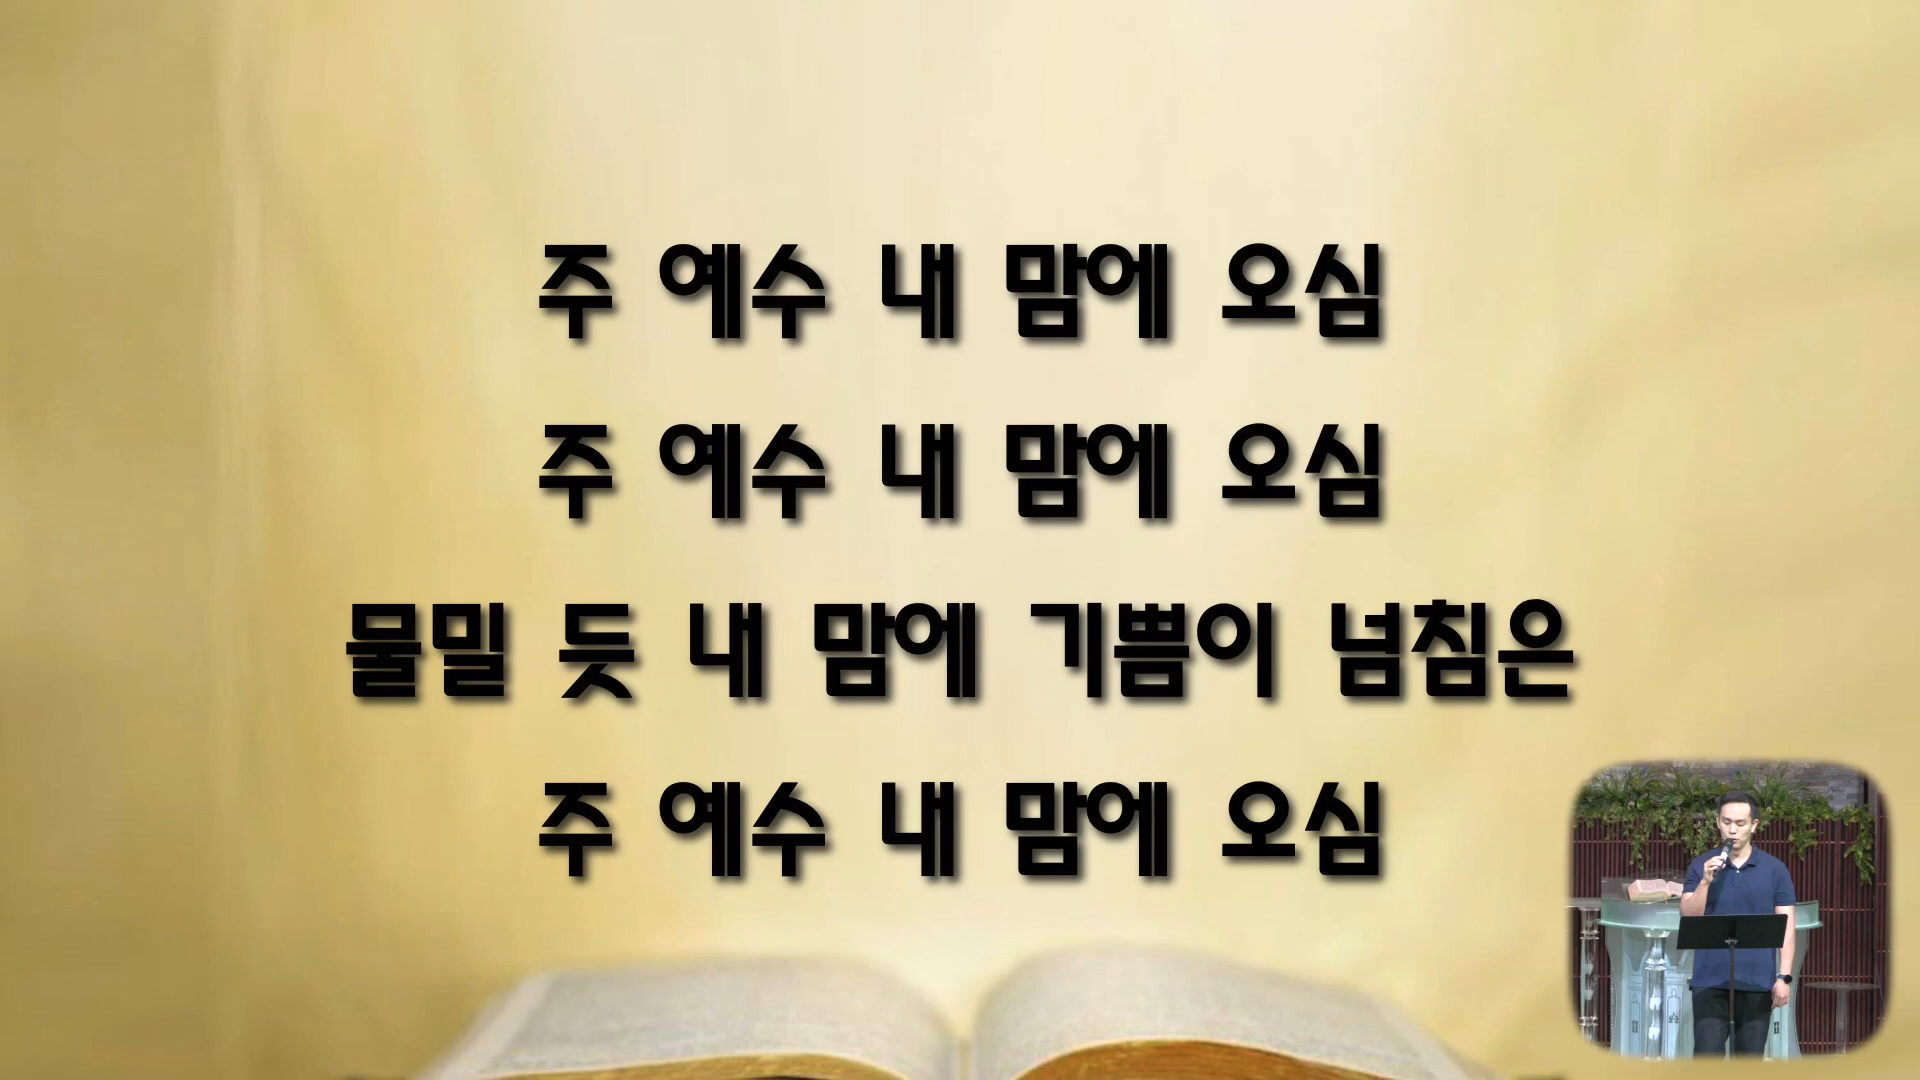 주 예수 내 맘에 오심
주 예수 내 맘에 오심
물밀 듯 내 맘에 기쁨이 넘침은
주 예수 내 맘에 오심